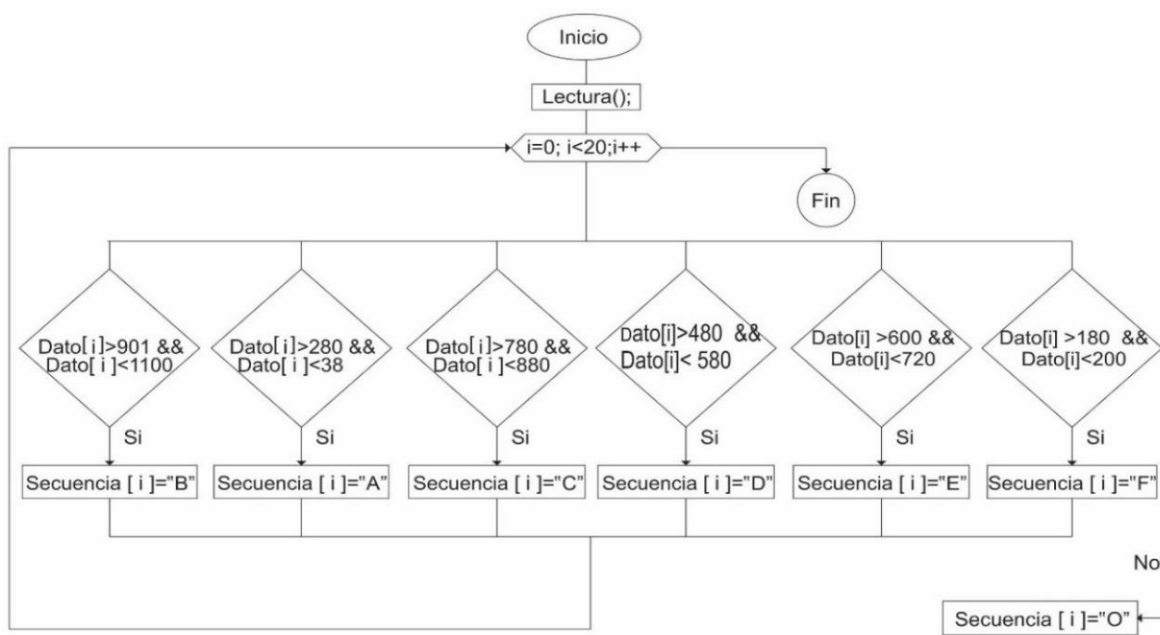 Inicio
Lectura();
i=0; i<20;i++
Fin
Dato[ i ]>901 &&
Dato[ i ]<1100
Dato[ i ]>280 &&
Dato[ i ]<38
Dato[ i ]>780 &&
Dato[ i ]<880
Dato[i]>480 &&
Dato[i]< 580
Dato[i] >600 &&
Dato[i]<720
Dato[i] >180 &&
Dato[i]<200
Si
Si
Si
Si
Si
Si
Secuencia [ i ]="B"
Secuencia [ i ]="A"
Secuencia [ i ]="C"
Secuencia [ i ]="D"
Secuencia [ i ]="E"
Secuencia [ i ]="F"
No
Secuencia [ i ]="O"